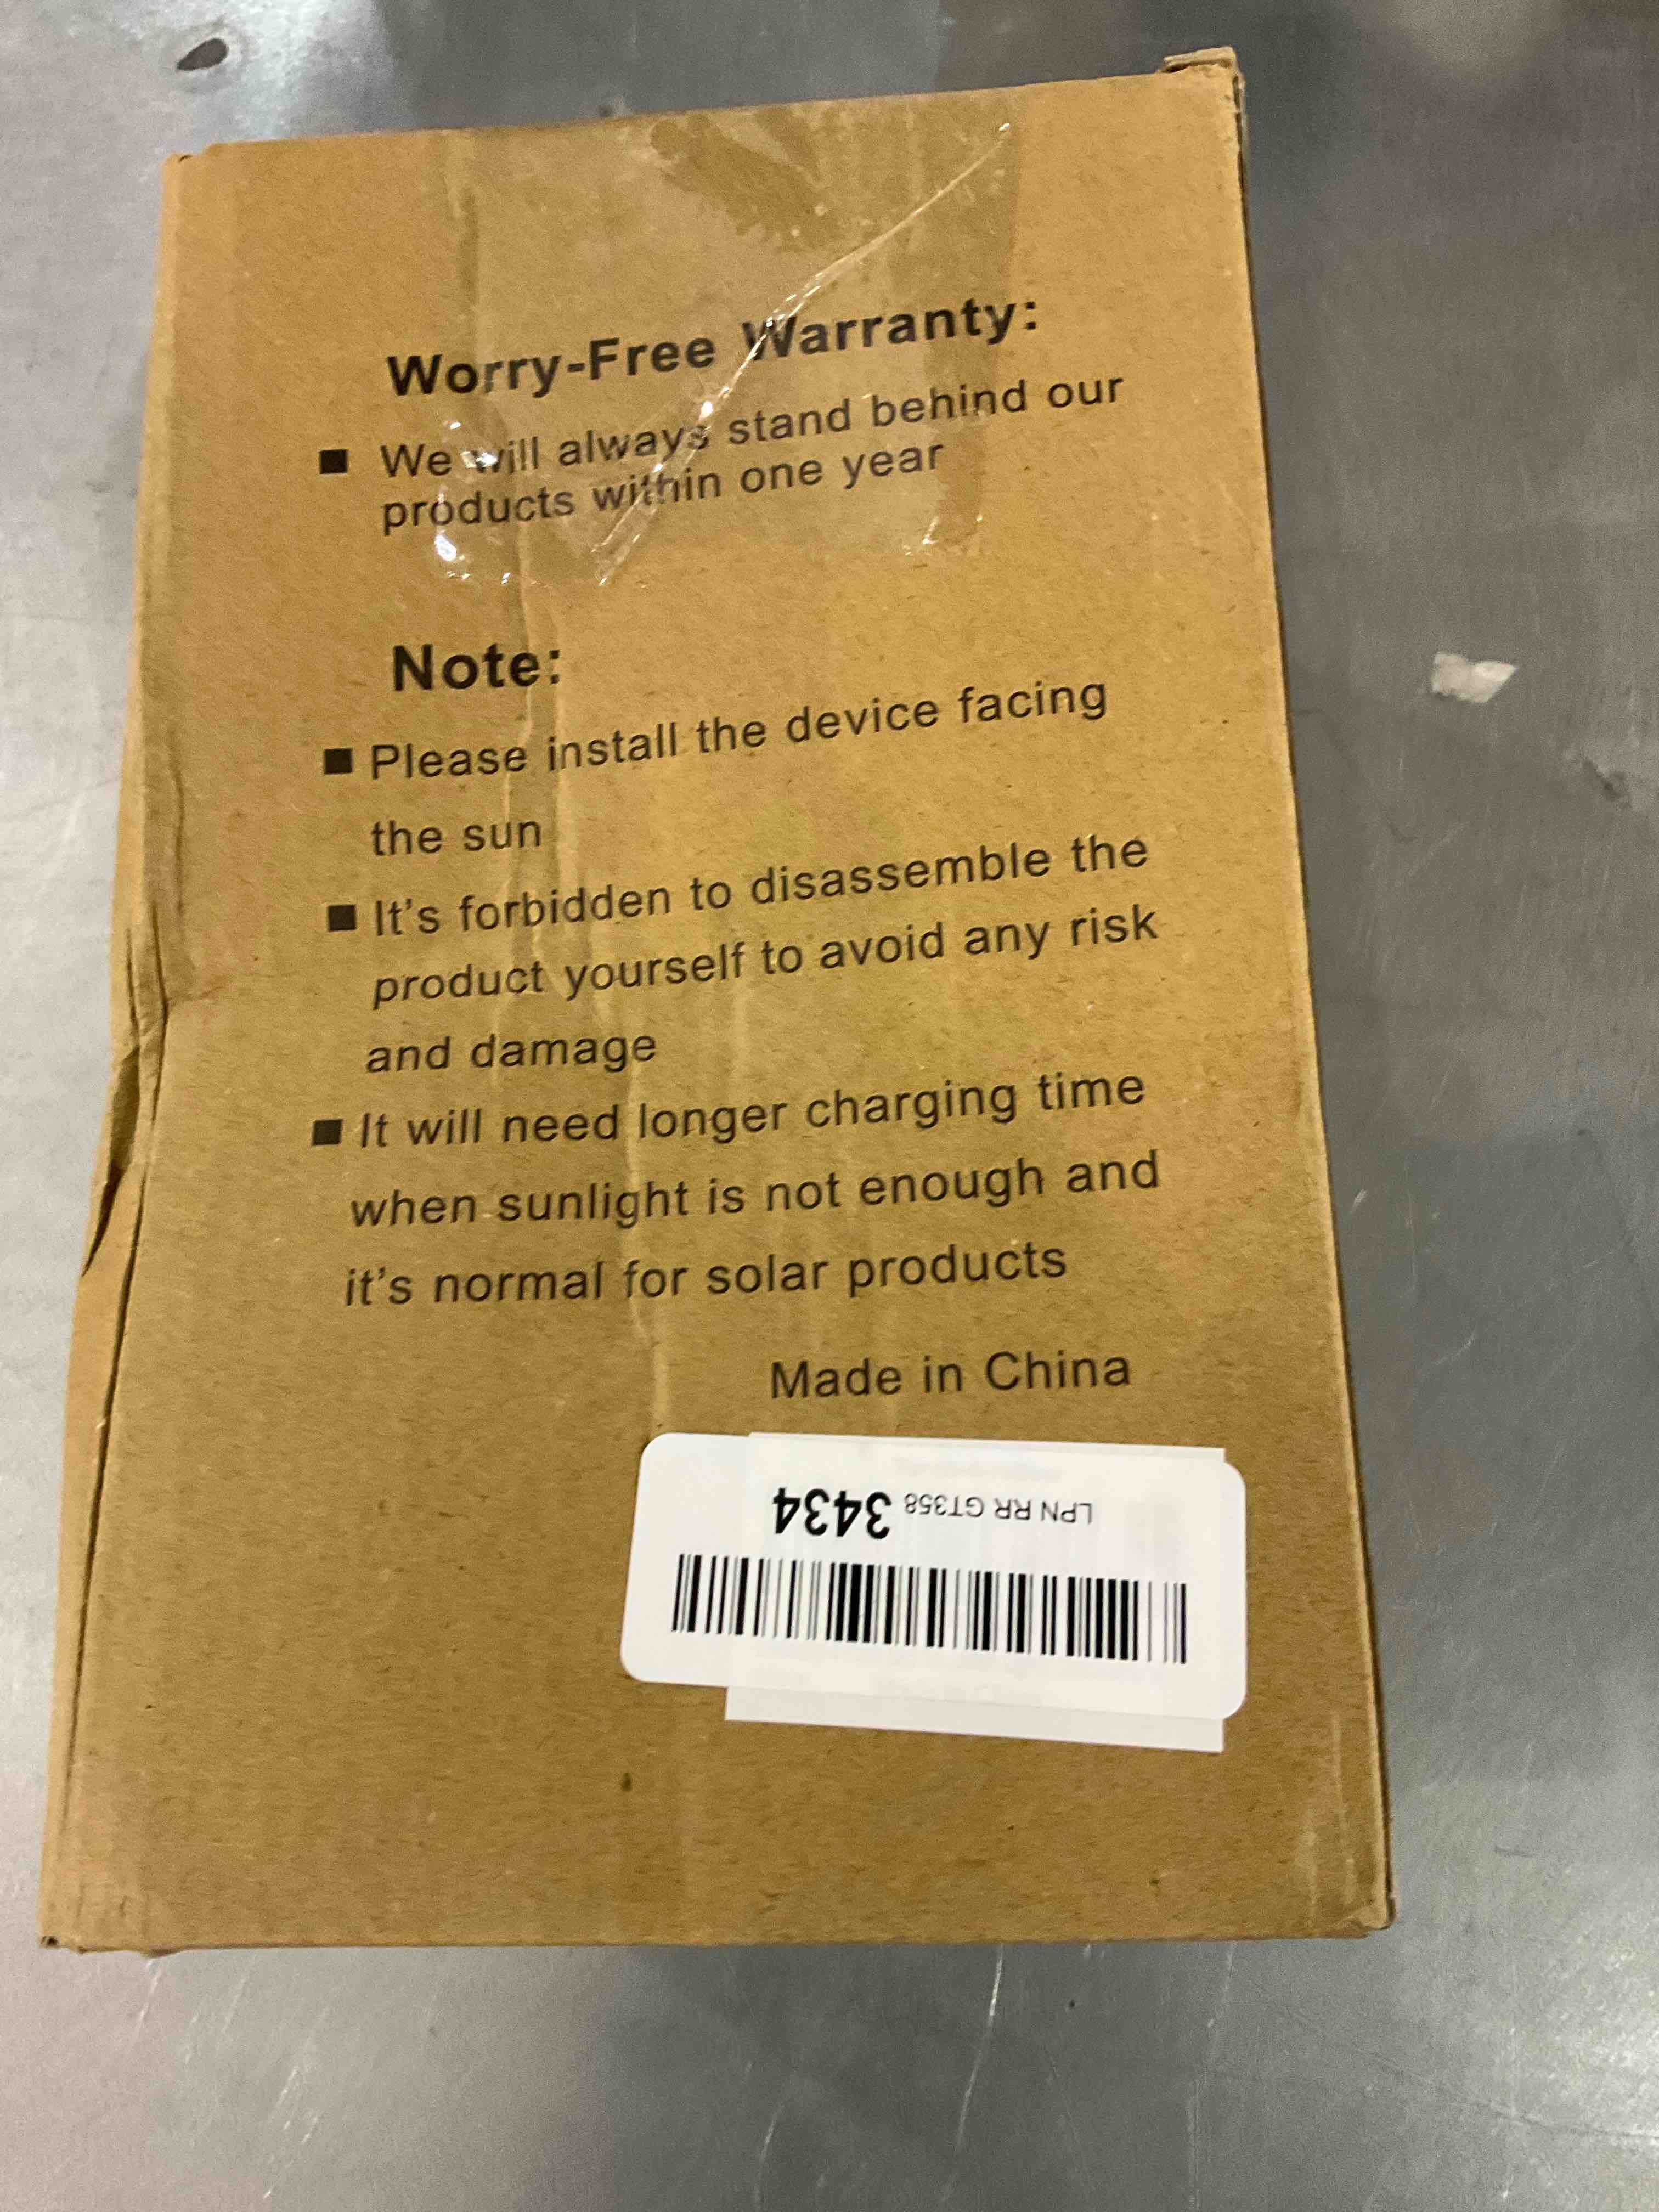 Worry-Free Warranty:
■ We will always stand behind our
products within one year
Note:
■ Please install the device facing
the sun
■ It's forbidden to disassemble the
product yourself to avoid any risk
and damage
■ It will need longer charging time
when sunlight is not enough and
it's normal for solar products
Made in China
LPN RR GT358 3434